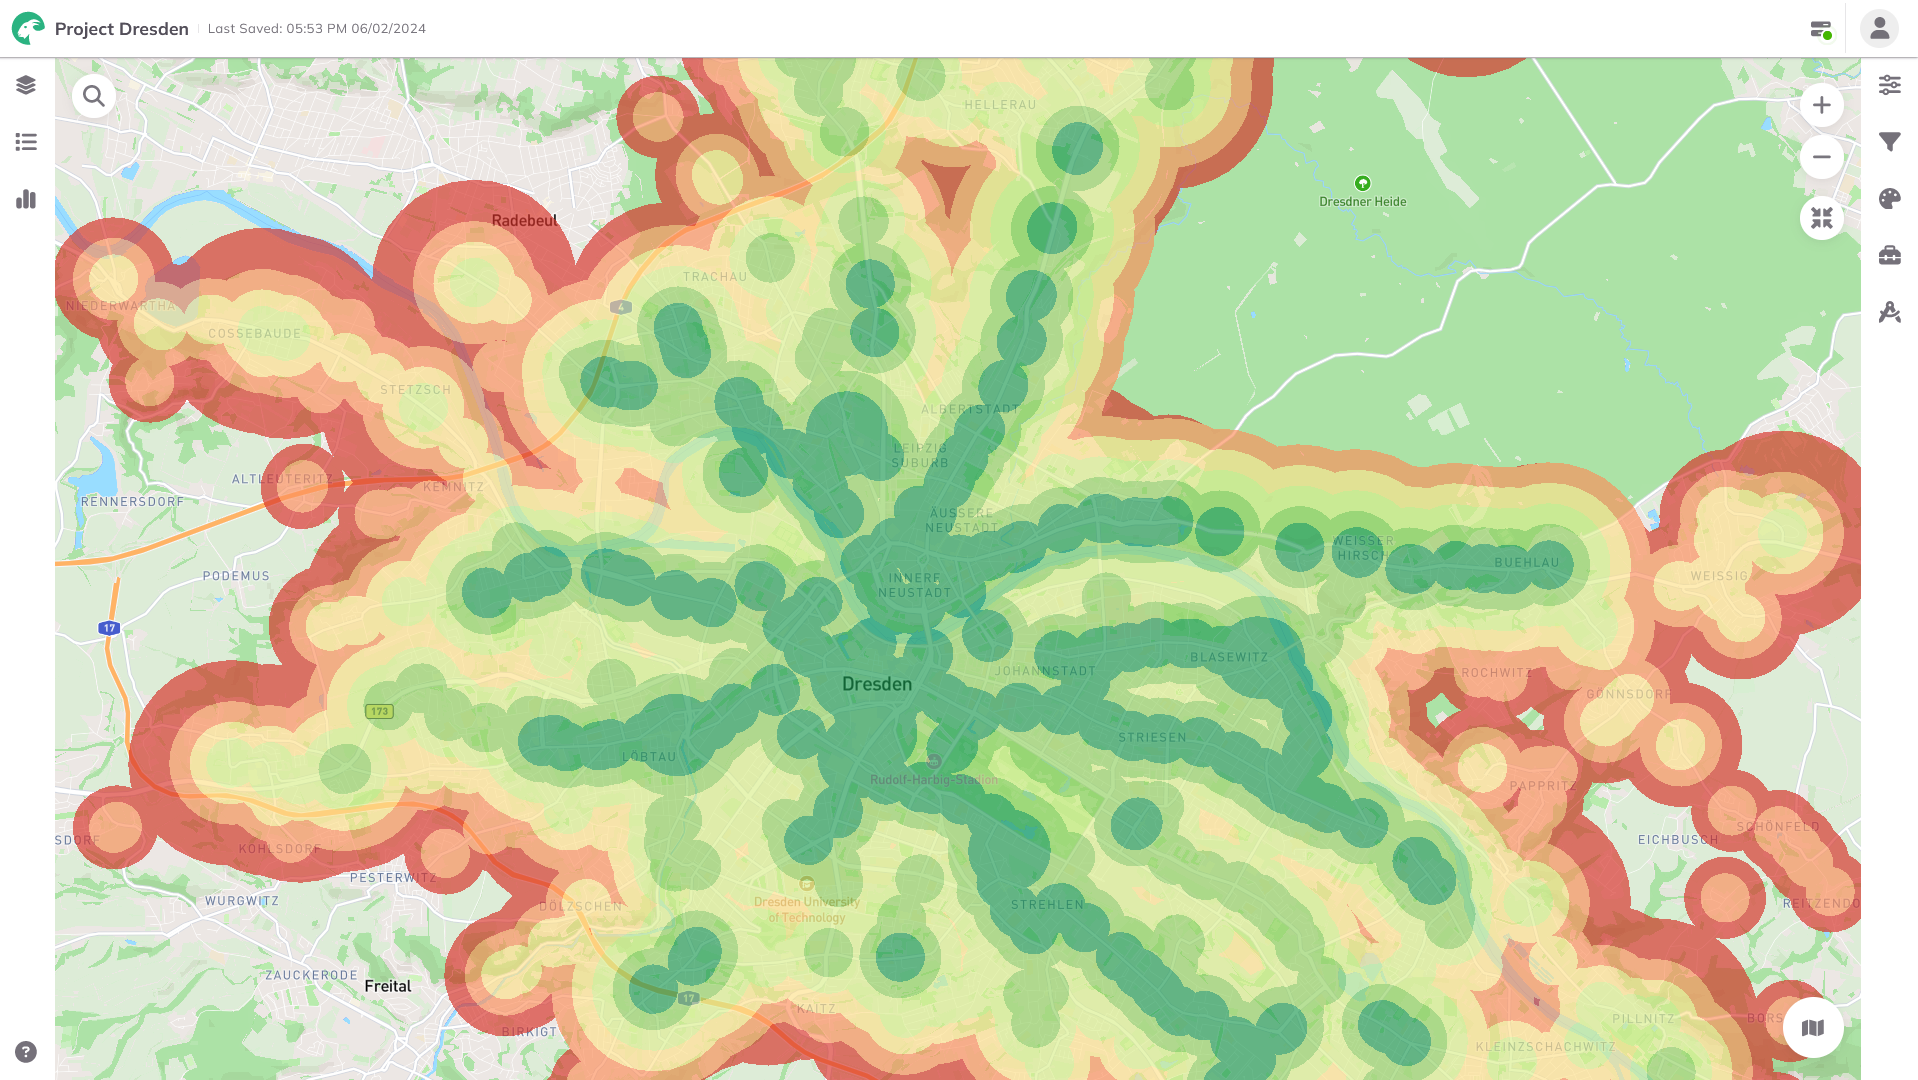 Project Dresden
Last Saved: 05:53 PM 06/02/2024
HELLERAU
Dresdner Heide
Radebeul
TRACHAU
NIEDERWARTHA
4
COSSEBAUDE
STETZSCH
ALBERTSTADT
LEIPZIG
SUBURB
ALTLEUTERITZ
KEMNITZ
RENNERSDORF
ÄUSSERE
NEUSTADT
WEISSER
HIRSCH
BUEHLAU
PODEMUS
INNERE
NEUSTADT
WEISSIG
17
JOHANNSTADT
BLASEWITZ
ROCHWITZ
Dresden
GÖNNSDORF
173
STRIESEN
LÖBTAU
Rudolf-Harbig-Stadion
PAPPRITZ
SCHÖNFELD
SDORF
EICHBUSCH
KOHLSDORF
PESTERWITZ
Dresden University
of Technology
WURGWITZ
DÖLZSCHEN
STREHLEN
REITZENDO
ZAUCKERODE
Freital
17
KAITZ
PILLNITZ
BORS
BIRKIGT
KLEINZSCHACHWITZ